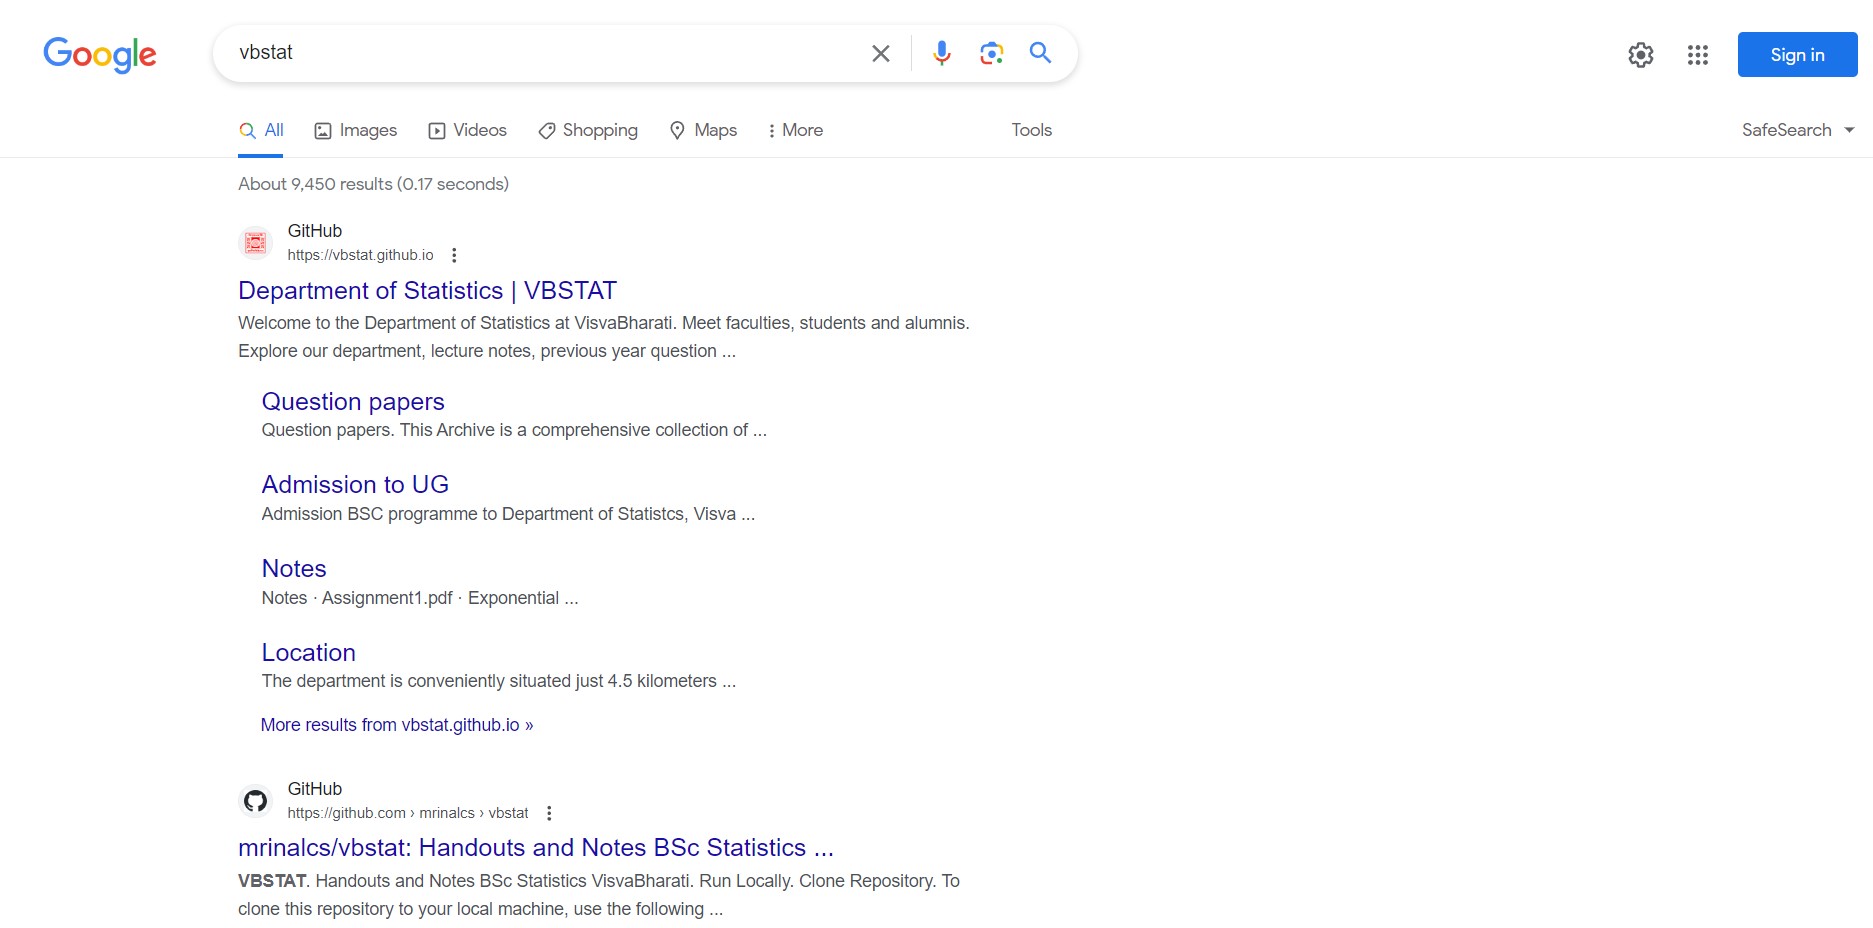 Google
vbstat
Sign in
All
Images
Videos
Shopping
Maps
More
Tools
SafeSearch
About 9,450 results (0.17 seconds)
GitHub
https://vbstat.github.io
Department of Statistics | VBSTAT
Welcome to the Department of Statistics at VisvaBharati. Meet faculties, students and alumnis.
Explore our department, lecture notes, previous year question ...
Question papers
Question papers. This Archive is a comprehensive collection of ...
Admission to UG
Admission BSC programme to Department of Statistcs, Visva ...
Notes
Notes · Assignment1.pdf · Exponential ...
Location
The department is conveniently situated just 4.5 kilometers ...
More results from vbstat.github.io »
GitHub
https://github.com › mrinalcs › vbstat
mrinalcs/vbstat: Handouts and Notes BSc Statistics ...
VBSTAT. Handouts and Notes BSc Statistics VisvaBharati. Run Locally. Clone Repository. To
clone this repository to your local machine, use the following ...